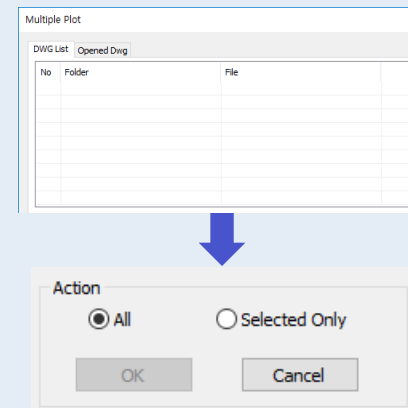 Multiple Plot
DWG List Opened Dwg
No Folder File
Action
All Selected Only
OK Cancel